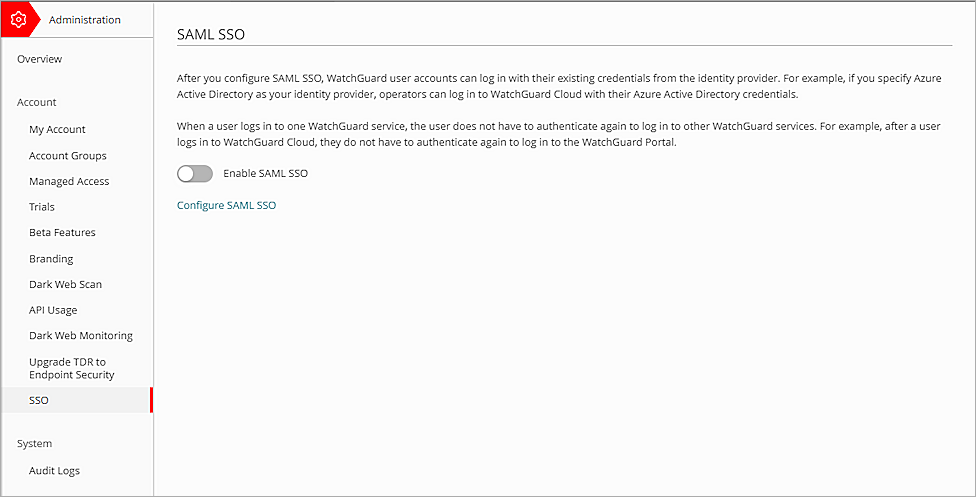 Administration
Overview
Account
My Account
Account Groups
Managed Access
Trials
Beta Features
Branding
Dark Web Scan
API Usage
Dark Web Monitoring
Upgrade TDR to
Endpoint Security
SSO
System
Audit Logs
SAML SSO
After you configure SAML SSO, WatchGuard user accounts can log in with their existing credentials from the identity provider. For example, if you specify Azure
Active Directory as your identity provider, operators can log in to WatchGuard Cloud with their Azure Active Directory credentials.
When a user logs in to one WatchGuard service, the user does not have to authenticate again to log in to other WatchGuard services. For example, after a user
logs in to WatchGuard Cloud, they do not have to authenticate again to log in to the WatchGuard Portal.
Enable SAML SSO
Configure SAML SSO